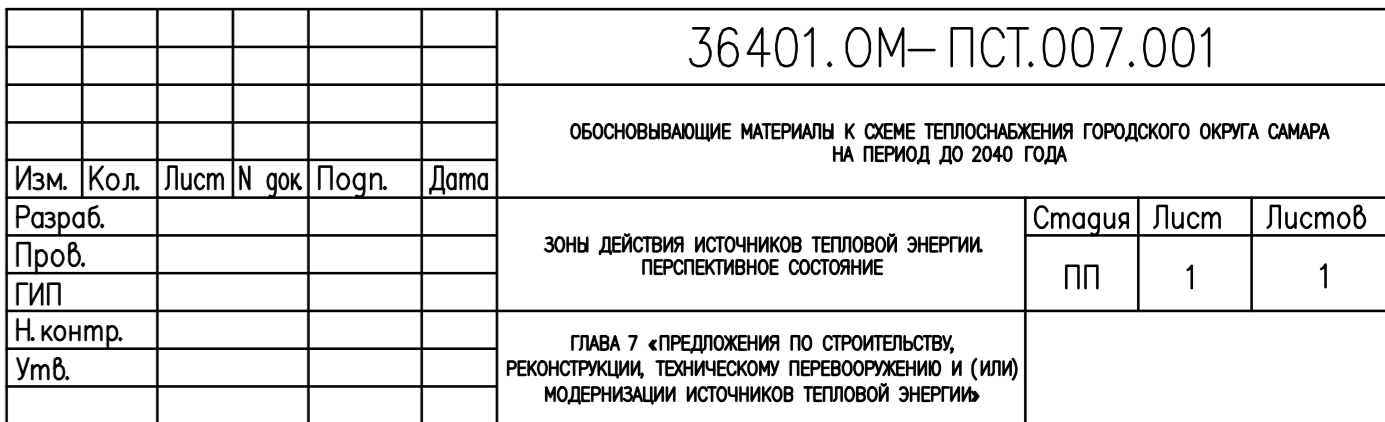 36401.ОМ–ПСТ.007.001
ОБОСНОВЫВАЮЩИЕ МАТЕРИАЛЫ К СХЕМЕ ТЕПЛОСНАБЖЕНИЯ ГОРОДСКОГО ОКРУГА САМАРА
НА ПЕРИОД ДО 2040 ГОДА
Изм. Кол. Лист N док. Подп. Дата
Разраб.
Пров.
ГИП
Н.контр.
Утв.
ЗОНЫ ДЕЙСТВИЯ ИСТОЧНИКОВ ТЕПЛОВОЙ ЭНЕРГИИ.
ПЕРСПЕКТИВНОЕ СОСТОЯНИЕ
Стадия Лист Листов
ПП 1 1
ГЛАВА 7 «ПРЕДЛОЖЕНИЯ ПО СТРОИТЕЛЬСТВУ,
РЕКОНСТРУКЦИИ, ТЕХНИЧЕСКОМУ ПЕРЕВООРУЖЕНИЮ И (ИЛИ)
МОДЕРНИЗАЦИИ ИСТОЧНИКОВ ТЕПЛОВОЙ ЭНЕРГИИ»